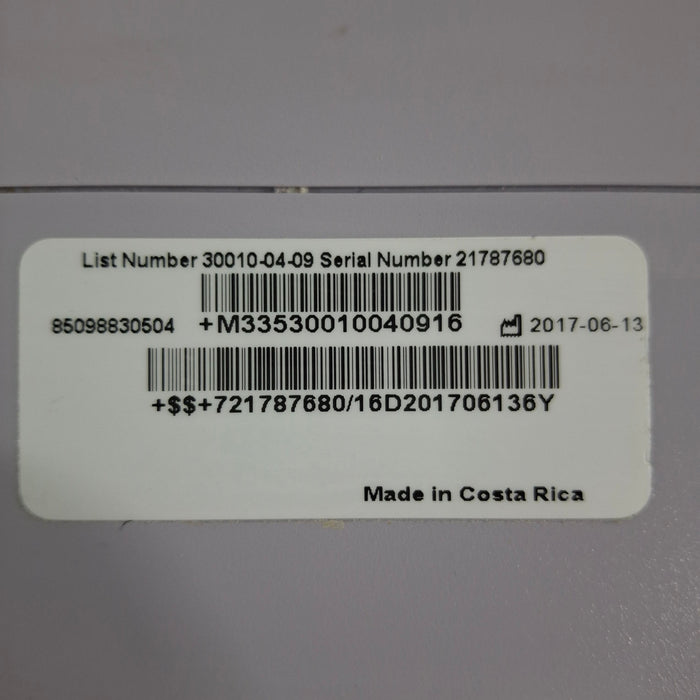 List Number 30010-04-09 Serial Number 21787680
85098830504 +M33530010040916 2017-06-13
+$$+721787680/16D201706136Y
Made in Costa Rica